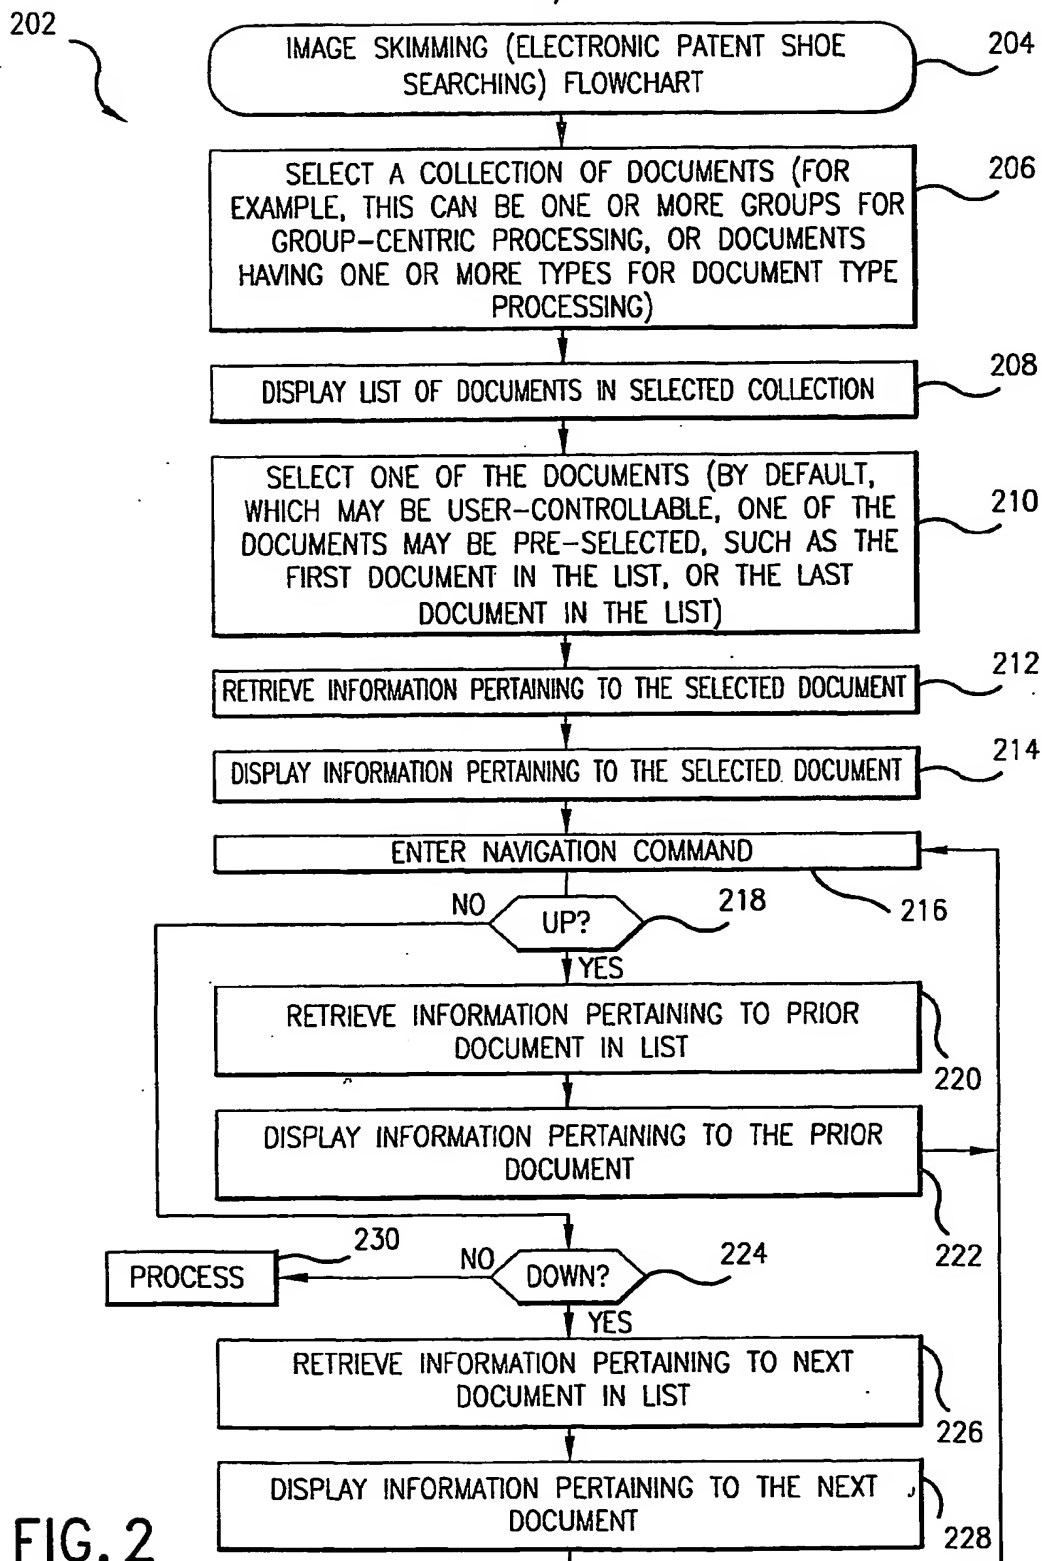 202
IMAGE SKIMMING (ELECTRONIC PATENT SHOE
SEARCHING) FLOWCHART
204
SELECT A COLLECTION OF DOCUMENTS (FOR
EXAMPLE, THIS CAN BE ONE OR MORE GROUPS FOR
GROUP-CENTRIC PROCESSING, OR DOCUMENTS
HAVING ONE OR MORE TYPES FOR DOCUMENT TYPE
PROCESSING)
206
DISPLAY LIST OF DOCUMENTS IN SELECTED COLLECTION
208
SELECT ONE OF THE DOCUMENTS (BY DEFAULT,
WHICH MAY BE USER-CONTROLLABLE, ONE OF THE
DOCUMENTS MAY BE PRE-SELECTED, SUCH AS THE
FIRST DOCUMENT IN THE LIST, OR THE LAST
DOCUMENT IN THE LIST)
210
RETRIEVE INFORMATION PERTAINING TO THE SELECTED DOCUMENT
212
DISPLAY INFORMATION PERTAINING TO THE SELECTED DOCUMENT
214
ENTER NAVIGATION COMMAND
216
NO
UP?
218
YES
RETRIEVE INFORMATION PERTAINING TO PRIOR
DOCUMENT IN LIST
220
DISPLAY INFORMATION PERTAINING TO THE PRIOR
DOCUMENT
222
PROCESS
230
NO
DOWN?
224
YES
RETRIEVE INFORMATION PERTAINING TO NEXT
DOCUMENT IN LIST
226
DISPLAY INFORMATION PERTAINING TO THE NEXT
DOCUMENT
228
FIG. 2